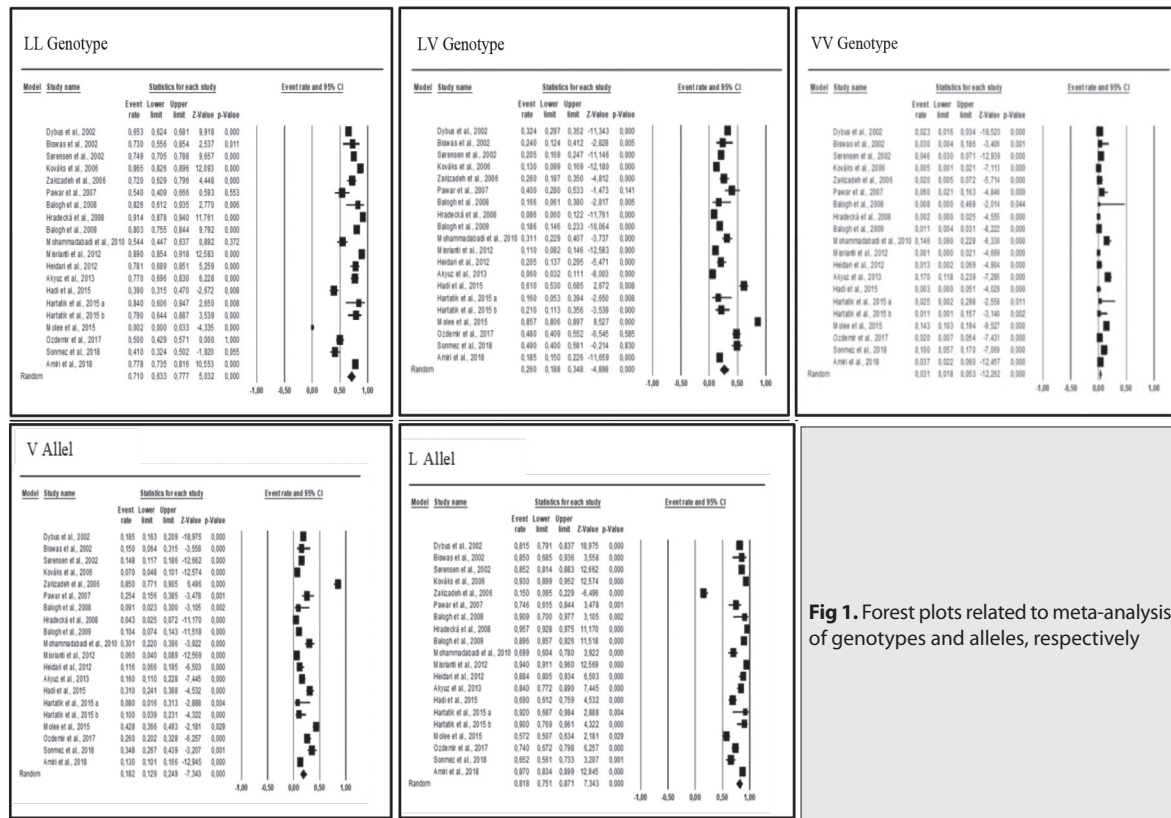 LL Genotype
Model Study name Statistics for each study Event rate and 95% CI
Event Lower Upper
rate limit limit Z-Value p-Value
Dybus et al., 2002 0,653 0,624 0,681 9,918 0,000
Biswas et al., 2002 0,730 0,556 0,854 2,537 0,011
Sørensen et al., 2002 0,749 0,705 0,788 9,657 0,000
Kováks et al., 2006 0,865 0,826 0,896 12,093 0,000
Zakizadeh et al., 2006 0,720 0,629 0,796 4,448 0,000
Pawar et al., 2007 0,540 0,409 0,666 0,593 0,553
Balogh et al., 2008 0,826 0,612 0,935 2,770 0,006
Hradecká et al., 2008 0,914 0,878 0,940 11,761 0,000
Balogh et al., 2009 0,803 0,755 0,844 9,792 0,000
Mohammadabadi et al., 2010 0,544 0,447 0,637 0,892 0,372
Misrianti et al., 2012 0,890 0,854 0,918 12,583 0,000
Heidari et al., 2012 0,781 0,689 0,851 5,259 0,000
Akyuz et al., 2013 0,770 0,696 0,830 6,228 0,000
Hadi et al., 2015 0,390 0,315 0,470 -2,672 0,008
Hartatik et al., 2015 a 0,840 0,606 0,947 2,650 0,008
Hartatik et al., 2015 b 0,790 0,644 0,887 3,539 0,000
Molee et al., 2015 0,002 0,000 0,033 -4,335 0,000
Ozdemir et al., 2017 0,500 0,429 0,571 0,000 1,000
Sonmez et al., 2018 0,410 0,324 0,502 -1,920 0,055
Amiri et al., 2018 0,778 0,735 0,816 10,553 0,000
Random 0,710 0,633 0,777 5,032 0,000
-1,00 -0,50 0,00 0,50 1,00
LV Genotype
Model Study name Statistics for each study Event rate and 95% CI
Event Lower Upper
rate limit limit Z-Value p-Value
Dybus et al., 2002 0,324 0,297 0,352 -11,343 0,000
Biswas et al., 2002 0,240 0,124 0,412 -2,828 0,005
Sørensen et al., 2002 0,205 0,169 0,247 -11,146 0,000
Kováks et al., 2006 0,130 0,099 0,169 -12,180 0,000
Zakizadeh et al., 2006 0,260 0,187 0,350 -4,812 0,000
Pawar et al., 2007 0,400 0,280 0,533 -1,473 0,141
Balogh et al., 2008 0,166 0,061 0,380 -2,817 0,005
Hradecká et al., 2008 0,086 0,060 0,122 -11,761 0,000
Balogh et al., 2009 0,186 0,146 0,233 -10,064 0,000
Mohammadabadi et al., 2010 0,311 0,229 0,407 -3,737 0,000
Misrianti et al., 2012 0,110 0,082 0,146 -12,583 0,000
Heidari et al., 2012 0,205 0,137 0,295 -5,471 0,000
Akyuz et al., 2013 0,060 0,032 0,111 -8,003 0,000
Hadi et al., 2015 0,610 0,530 0,685 2,672 0,008
Hartatik et al., 2015 a 0,160 0,053 0,394 -2,650 0,008
Hartatik et al., 2015 b 0,210 0,113 0,356 -3,539 0,000
Molee et al., 2015 0,857 0,806 0,897 9,527 0,000
Ozdemir et al., 2017 0,480 0,409 0,552 -0,545 0,585
Sonmez et al., 2018 0,490 0,400 0,581 -0,214 0,830
Amiri et al., 2018 0,185 0,150 0,226 -11,659 0,000
Random 0,260 0,188 0,348 -4,898 0,000
-1,00 -0,50 0,00 0,50 1,00
VV Genotype
Model Study name Statistics for each study Event rate and 95% CI
Event Lower Upper
rate limit limit Z-Value p-Value
Dybus et al., 2002 0,023 0,016 0,034 -18,520 0,000
Biswas et al., 2002 0,030 0,004 0,186 -3,406 0,001
Sørensen et al., 2002 0,046 0,030 0,071 -12,939 0,000
Kováks et al., 2006 0,005 0,001 0,021 -7,113 0,000
Zakizadeh et al., 2006 0,020 0,005 0,072 -5,714 0,000
Pawar et al., 2007 0,060 0,021 0,163 -4,846 0,000
Balogh et al., 2008 0,008 0,000 0,468 -2,014 0,044
Hradecká et al., 2008 0,002 0,000 0,025 -4,555 0,000
Balogh et al., 2009 0,011 0,004 0,031 -8,222 0,000
Mohammadabadi et al., 2010 0,146 0,090 0,228 -6,339 0,000
Misrianti et al., 2012 0,001 0,000 0,021 -4,669 0,000
Heidari et al., 2012 0,013 0,002 0,069 -4,904 0,000
Akyuz et al., 2013 0,170 0,118 0,239 -7,295 0,000
Hadi et al., 2015 0,003 0,000 0,051 -4,029 0,000
Hartatik et al., 2015 a 0,025 0,002 0,298 -2,558 0,011
Hartatik et al., 2015 b 0,011 0,001 0,157 -3,140 0,002
Molee et al., 2015 0,143 0,103 0,194 -9,527 0,000
Ozdemir et al., 2017 0,020 0,007 0,054 -7,431 0,000
Sonmez et al., 2018 0,100 0,057 0,170 -7,069 0,000
Amiri et al., 2018 0,037 0,022 0,060 -12,457 0,000
Random 0,031 0,018 0,053 -12,262 0,000
-1,00 -0,50 0,00 0,50 1,00
V Allel
Model Study name Statistics for each study Event rate and 95% CI
Event Lower Upper
rate limit limit Z-Value p-Value
Dybus et al., 2002 0,185 0,163 0,209 -18,975 0,000
Biswas et al., 2002 0,150 0,064 0,315 -3,558 0,000
Sørensen et al., 2002 0,148 0,117 0,186 -12,662 0,000
Kováks et al., 2006 0,070 0,048 0,101 -12,574 0,000
Zakizadeh et al., 2006 0,850 0,771 0,905 6,496 0,000
Pawar et al., 2007 0,254 0,156 0,385 -3,478 0,001
Balogh et al., 2008 0,091 0,023 0,300 -3,105 0,002
Hradecká et al., 2008 0,043 0,025 0,072 -11,170 0,000
Balogh et al., 2009 0,104 0,074 0,143 -11,518 0,000
Mohammadabadi et al., 2010 0,301 0,220 0,396 -3,922 0,000
Misrianti et al., 2012 0,060 0,040 0,089 -12,569 0,000
Heidari et al., 2012 0,116 0,066 0,195 -6,503 0,000
Akyuz et al., 2013 0,160 0,110 0,228 -7,445 0,000
Hadi et al., 2015 0,310 0,241 0,388 -4,532 0,000
Hartatik et al., 2015 a 0,080 0,016 0,313 -2,888 0,004
Hartatik et al., 2015 b 0,100 0,039 0,231 -4,322 0,000
Molee et al., 2015 0,428 0,366 0,493 -2,181 0,029
Ozdemir et al., 2017 0,260 0,202 0,328 -6,257 0,000
Sonmez et al., 2018 0,348 0,267 0,439 -3,207 0,001
Amiri et al., 2018 0,130 0,101 0,166 -12,945 0,000
Random 0,182 0,129 0,249 -7,343 0,000
-1,00 -0,50 0,00 0,50 1,00
L Allel
Model Study name Statistics for each study Event rate and 95% CI
Event Lower Upper
rate limit limit Z-Value p-Value
Dybus et al., 2002 0,815 0,791 0,837 18,975 0,000
Biswas et al., 2002 0,850 0,685 0,936 3,558 0,000
Sørensen et al., 2002 0,852 0,814 0,883 12,662 0,000
Kováks et al., 2006 0,930 0,899 0,952 12,574 0,000
Zakizadeh et al., 2006 0,150 0,095 0,229 -6,496 0,000
Pawar et al., 2007 0,746 0,615 0,844 3,478 0,001
Balogh et al., 2008 0,909 0,700 0,977 3,105 0,002
Hradecká et al., 2008 0,957 0,928 0,975 11,170 0,000
Balogh et al., 2009 0,896 0,857 0,926 11,518 0,000
Mohammadabadi et al., 2010 0,699 0,604 0,780 3,922 0,000
Misrianti et al., 2012 0,940 0,911 0,960 12,569 0,000
Heidari et al., 2012 0,884 0,805 0,934 6,503 0,000
Akyuz et al., 2013 0,840 0,772 0,890 7,445 0,000
Hadi et al., 2015 0,690 0,612 0,759 4,532 0,000
Hartatik et al., 2015 a 0,920 0,687 0,984 2,888 0,004
Hartatik et al., 2015 b 0,900 0,769 0,961 4,322 0,000
Molee et al., 2015 0,572 0,507 0,634 2,181 0,029
Ozdemir et al., 2017 0,740 0,672 0,798 6,257 0,000
Sonmez et al., 2018 0,652 0,561 0,733 3,207 0,001
Amiri et al., 2018 0,870 0,834 0,899 12,945 0,000
Random 0,818 0,751 0,871 7,343 0,000
-1,00 -0,50 0,00 0,50 1,00
Fig 1. Forest plots related to meta-analysis
of genotypes and alleles, respectively